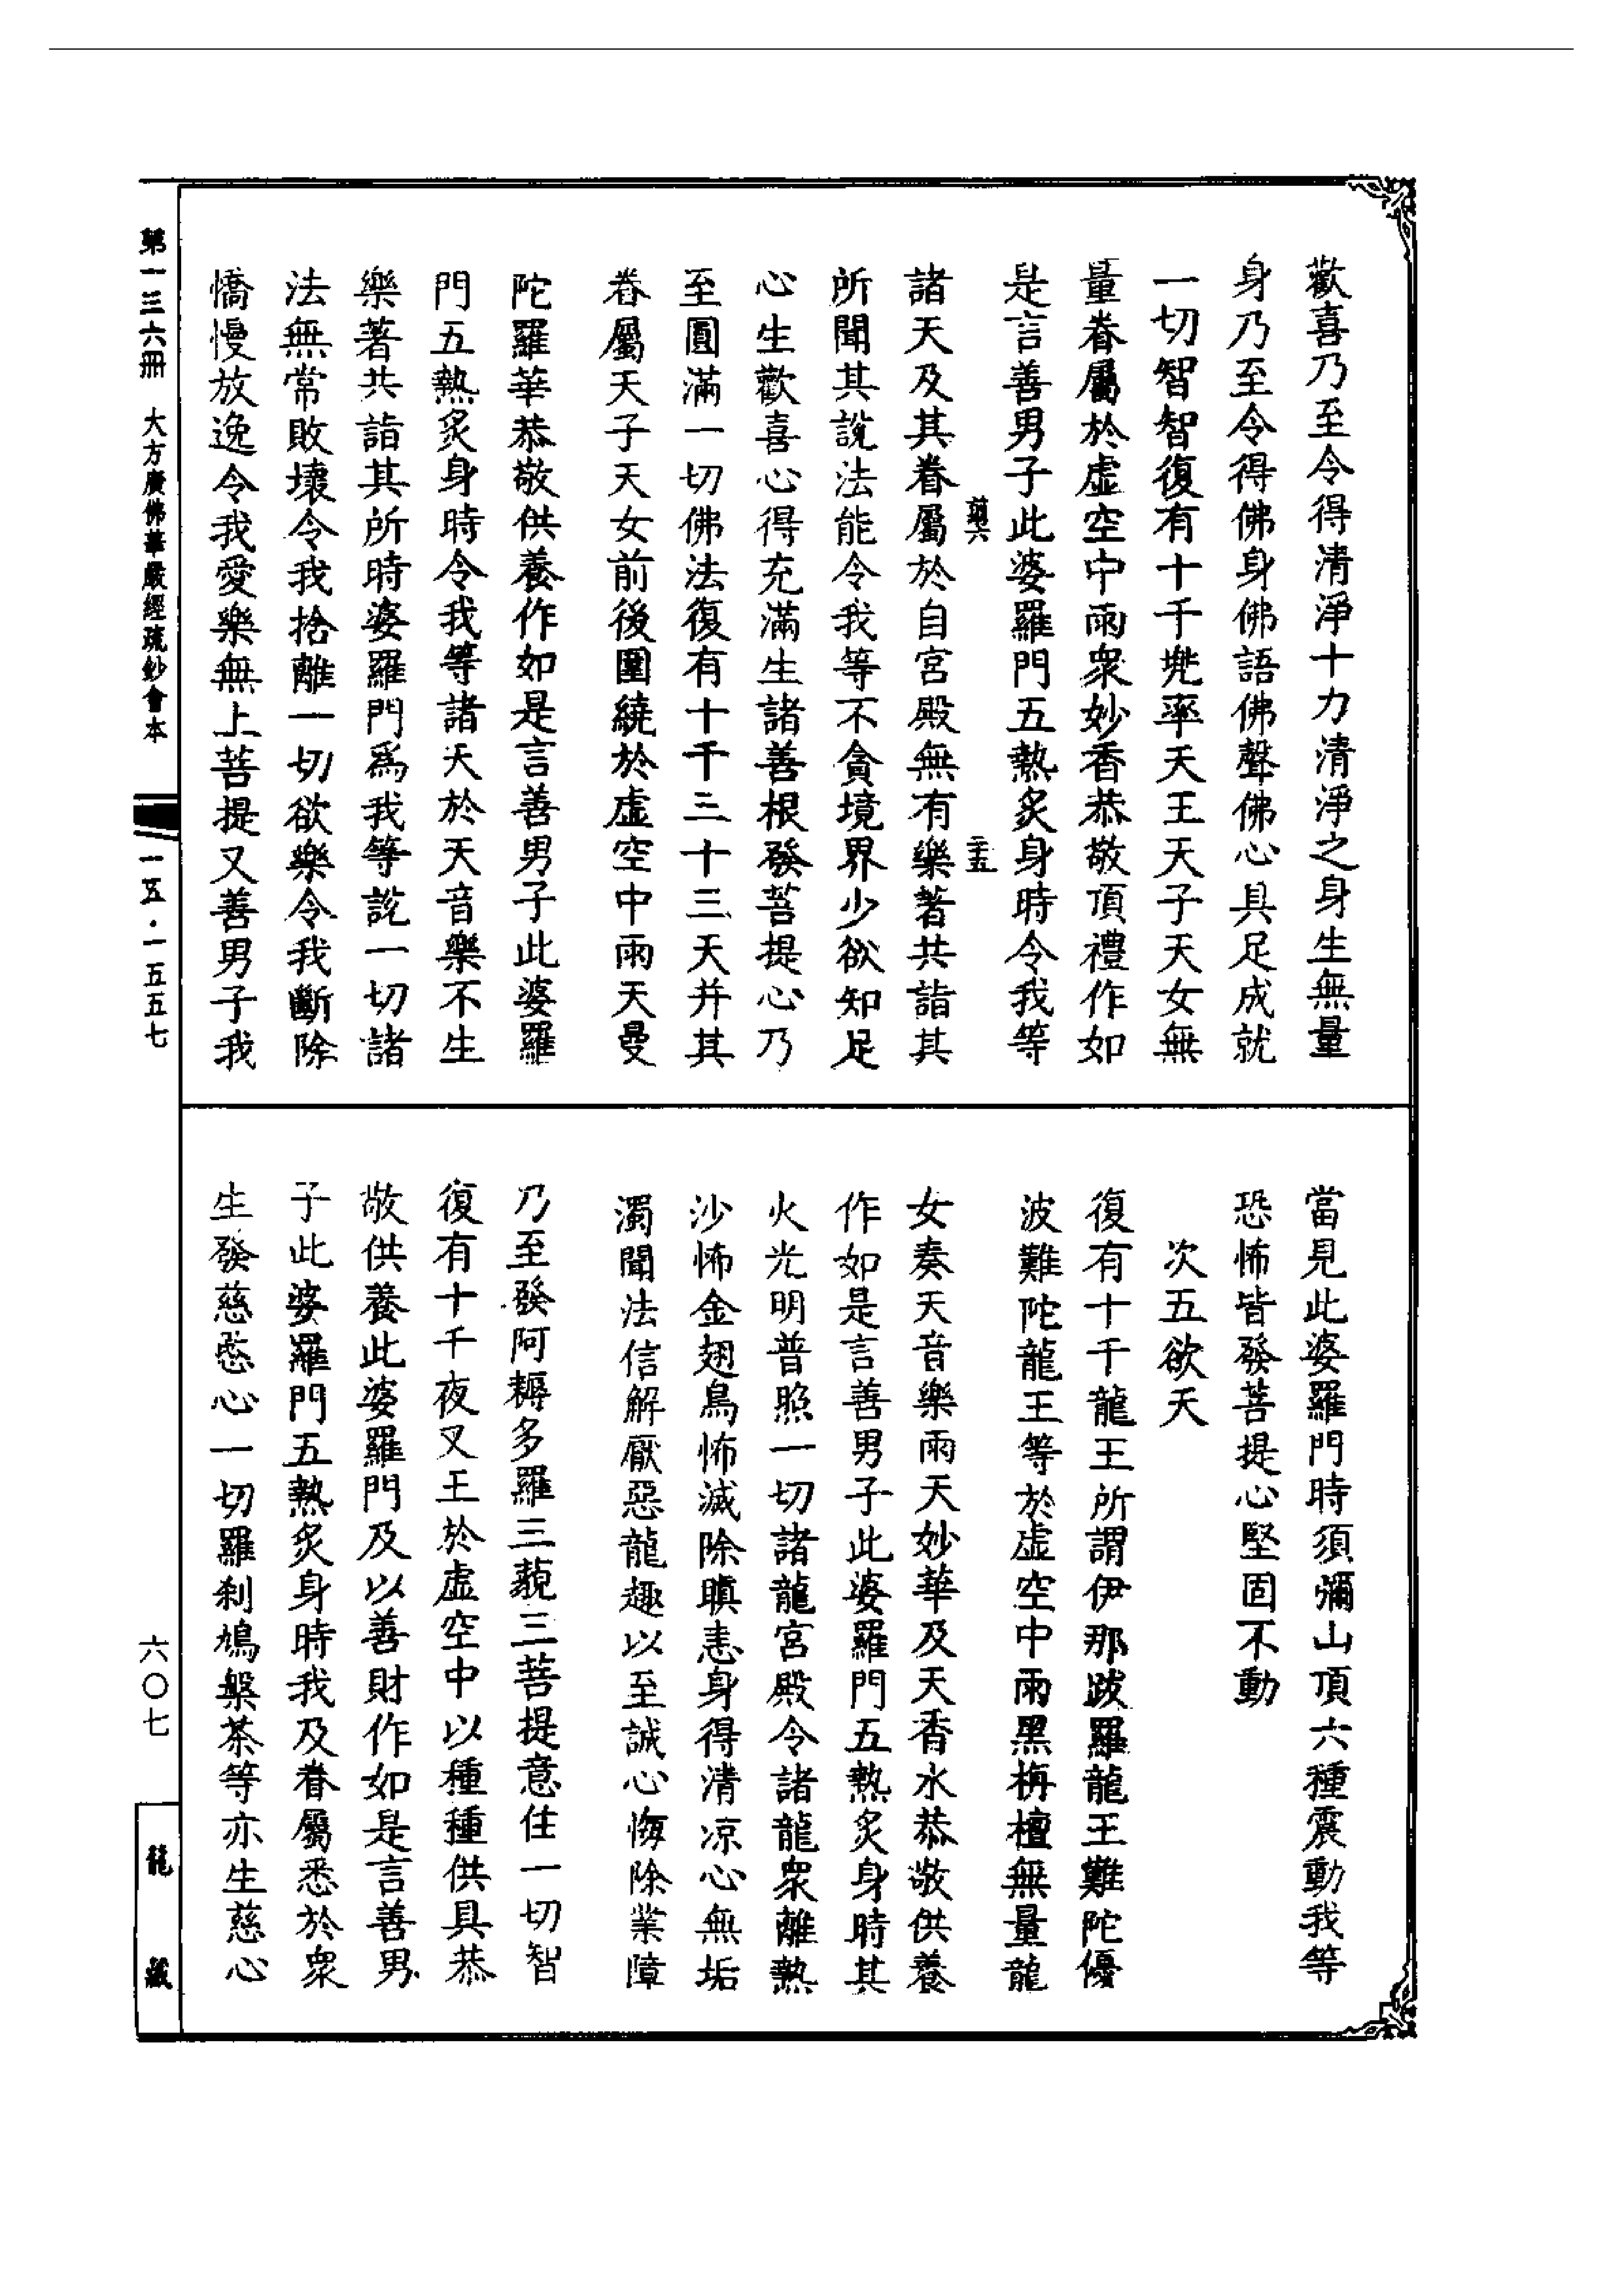 歡喜乃至令得清淨十力清淨之身生無量
身乃至令得佛身佛語佛聲佛心具足成就
一切智智復有十千兜率天王天子天女無
量眷屬於虛空中雨衆妙香恭敬頂禮作如
是言善男子此婆羅門五熱炙身時令我等
諸天及其眷屬於自宮殿無有樂著共詣其
所聞其說法能令我等不貪境界少欲知足
心生歡喜心得充滿生諸善根發菩提心乃
至圓滿一切佛法復有十千三十三天并其
眷屬天子天女前後圍繞於虛空中雨天曼
陀羅華恭敬供養作如是言善男子此婆羅
門五熱炙身時令我等諸天於天音樂不生
樂著共詣其所時婆羅門爲我等說一切諸
法無常敗壞令我捨離一切欲樂令我斷除
憍慢放逸令我愛樂無上菩提又善男子我
當見此婆羅門時須彌山頂六種震動我等
恐怖皆發菩提心堅固不動
次五欲天
復有十千龍王所謂伊那跋羅龍王難陀優
波難陀龍王等於虛空中雨黑栴檀無量龍
女奏天音樂雨天妙華及天香水恭敬供養
作如是言善男子此婆羅門五熱炙身時其
火光明普照一切諸龍宮殿令諸龍衆離熱
沙怖金翅鳥怖滅除瞋恚身得清凉心無垢
濁聞法信解厭惡龍趣以至誠心悔除業障
乃至發阿耨多羅三藐三菩提意住一切智
復有十千夜叉王於虛空中以種種供具恭
敬供養此婆羅門及以善財作如是言善男
子此婆羅門五熱炙身時我及眷屬悉於衆
生發慈愍心一切羅刹鳩槃茶等亦生慈心
第一三六冊 大方廣佛華嚴經疏鈔會本
一五·一五五七
六〇七
龍藏